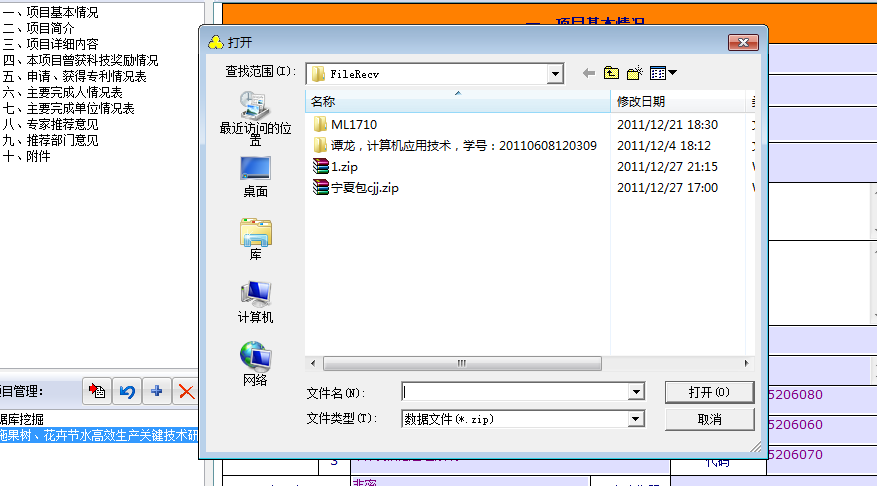 一、项目基本情况
二、项目简介
三、项目详细内容
四、本项目曾获科技奖励情况
五、申请、获得专利情况表
六、主要完成人情况表
七、主要完成单位情况表
八、专家推荐意见
九、推荐部门意见
十、附件
一、项目基本情况
打开
查找范围(I):
FileRecv
最近访问的位置
桌面
库
计算机
网络
名称
修改日期
ML1710
2011/12/21 18:30
谭龙，计算机应用技术，学号：20110608120309
2011/12/4 18:12
1.zip
2011/12/27 21:15
宁夏包cjj.zip
2011/12/27 17:00
文件名(N):
打开(O)
文件类型(T):
数据文件(*.zip)
取消
项目管理:
据库挖掘
施果树、花卉节水高效生产关键技术研
5206080
5206060
5206070
3
代码
非密